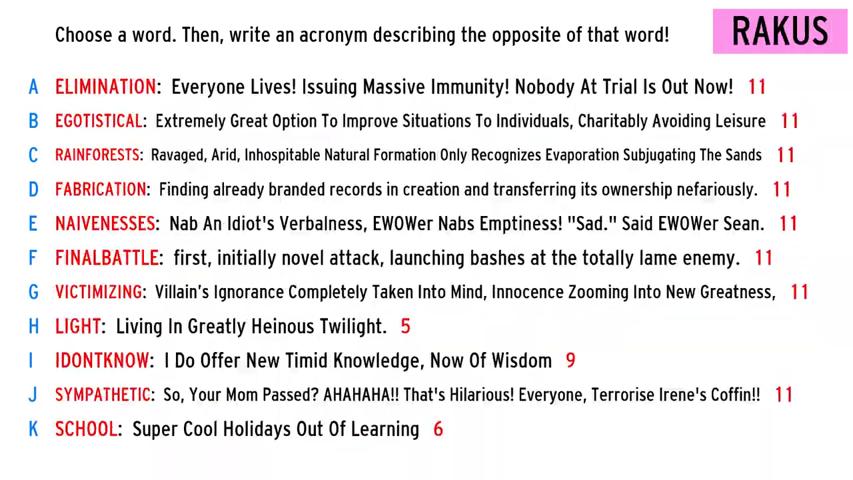 Choose a word. Then, write an acronym describing the opposite of that word!
RAKUS
A ELIMINATION: Everyone Lives! Issuing Massive Immunity! Nobody At Trial Is Out Now! 11
B EGOTISTICAL: Extremely Great Option To Improve Situations To Individuals, Charitably Avoiding Leisure 11
C RAINFORESTS: Ravaged, Arid, Inhospitable Natural Formation Only Recognizes Evaporation Subjugating The Sands 11
D FABRICATION: Finding already branded records in creation and transferring its ownership nefariously. 11
E NAIVENESSES: Nab An Idiot's Verbalness, EWOWer Nabs Emptiness! "Sad." Said EWOWer Sean. 11
F FINALBATTLE: first, initially novel attack, launching bashes at the totally lame enemy. 11
G VICTIMIZING: Villain's Ignorance Completely Taken Into Mind, Innocence Zooming Into New Greatness, 11
H LIGHT: Living In Greatly Heinous Twilight. 5
I IDONTKNOW: I Do Offer New Timid Knowledge, Now Of Wisdom 9
J SYMPATHETIC: So, Your Mom Passed? AHAHAHA!! That's Hilarious! Everyone, Terrorise Irene's Coffin!! 11
K SCHOOL: Super Cool Holidays Out Of Learning 6